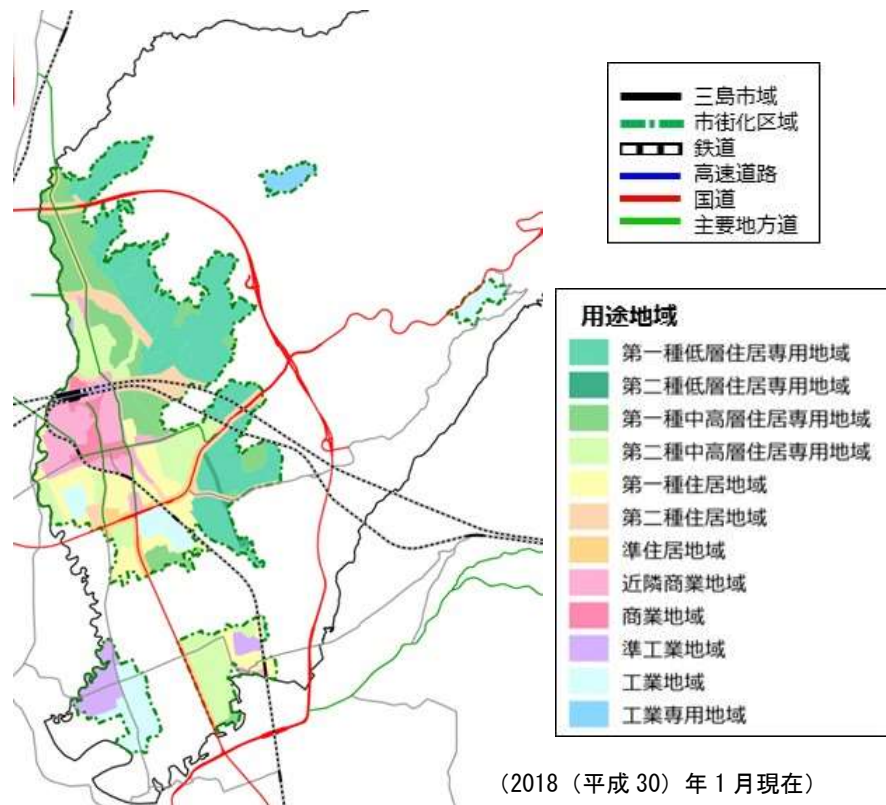 三島市域
市街化区域
鉄道
高速道路
国道
主要地方道
用途地域
第一種低層住居専用地域
第二種低層住居専用地域
第一種中高層住居専用地域
第二種中高層住居専用地域
第一種住居地域
第二種住居地域
準住居地域
近隣商業地域
商業地域
準工業地域
工業地域
工業専用地域
（2018（平成 30）年 1 月現在）